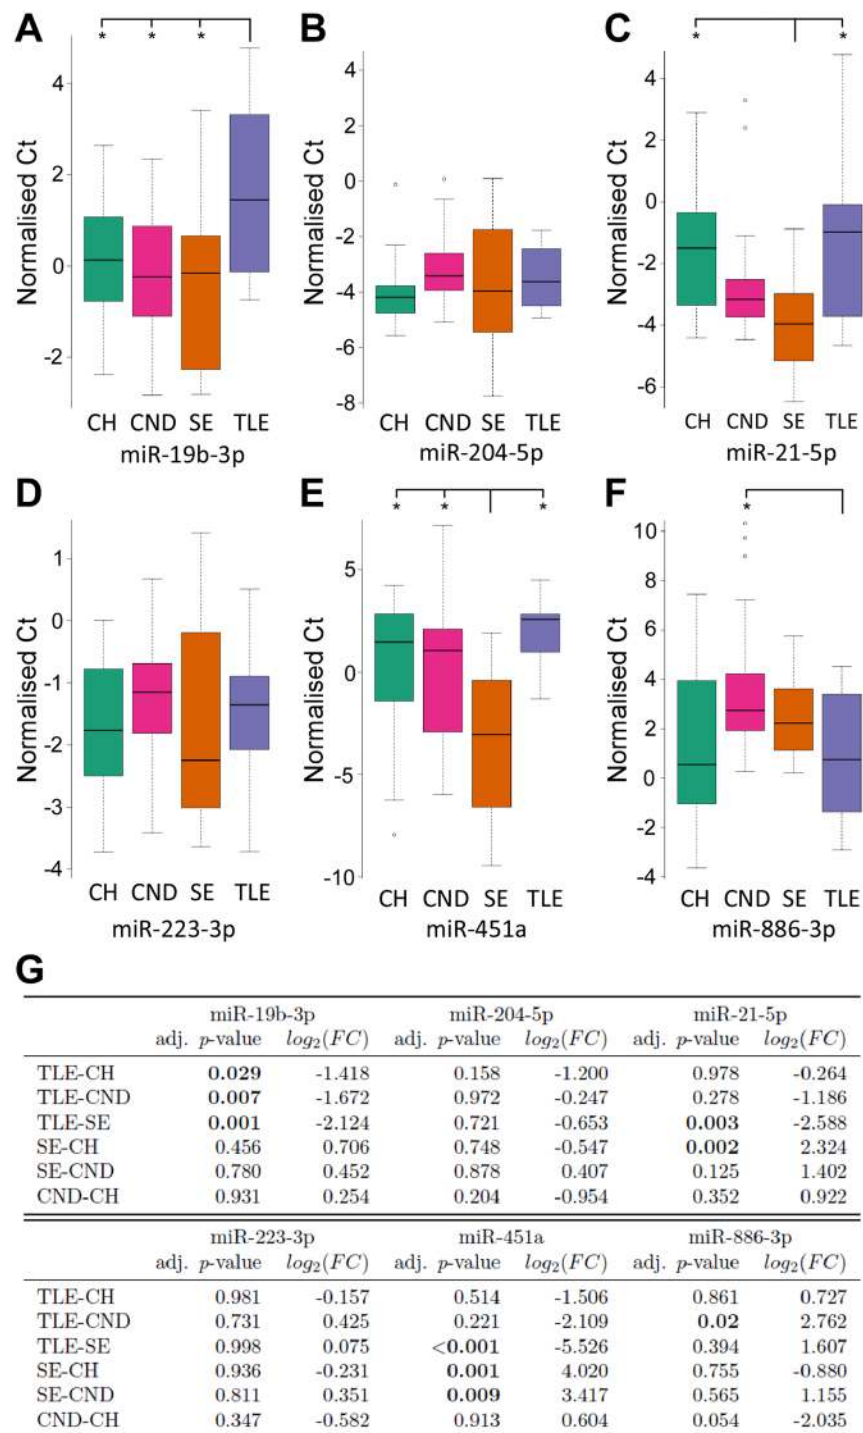 A
B
C
* * *
* *
Normalised Ct
4
2
0
-2
CH CND SE TLE
miR-19b-3p
Normalised Ct
4
2
0
-2
-4
-6
-8
CH CND SE TLE
miR-204-5p
Normalised Ct
4
2
0
-2
-4
-6
CH CND SE TLE
miR-21-5p
D
E
F
* * *
*
Normalised Ct
1
0
-1
-2
-3
-4
CH CND SE TLE
miR-223-3p
Normalised Ct
5
0
-5
-10
CH CND SE TLE
miR-451a
Normalised Ct
10
8
6
4
2
0
-2
-4
CH CND SE TLE
miR-886-3p
G
miR-19b-3p miR-204-5p miR-21-5p
adj. p-value log2(FC) adj. p-value log2(FC) adj. p-value log2(FC)
TLE-CH 0.029 -1.418 0.158 -1.200 0.978 -0.264
TLE-CND 0.007 -1.672 0.972 -0.247 0.278 -1.186
TLE-SE 0.001 -2.124 0.721 -0.653 0.003 -2.588
SE-CH 0.456 0.706 0.748 -0.547 0.002 2.324
SE-CND 0.780 0.452 0.878 0.407 0.125 1.402
CND-CH 0.931 0.254 0.204 -0.954 0.352 0.922
miR-223-3p miR-451a miR-886-3p
adj. p-value log2(FC) adj. p-value log2(FC) adj. p-value log2(FC)
TLE-CH 0.981 -0.157 0.514 -1.506 0.861 0.727
TLE-CND 0.731 0.425 0.221 -2.109 0.02 2.762
TLE-SE 0.998 0.075 <0.001 -5.526 0.394 1.607
SE-CH 0.936 -0.231 0.001 4.020 0.755 -0.880
SE-CND 0.811 0.351 0.009 3.417 0.565 1.155
CND-CH 0.347 -0.582 0.913 0.604 0.054 -2.035